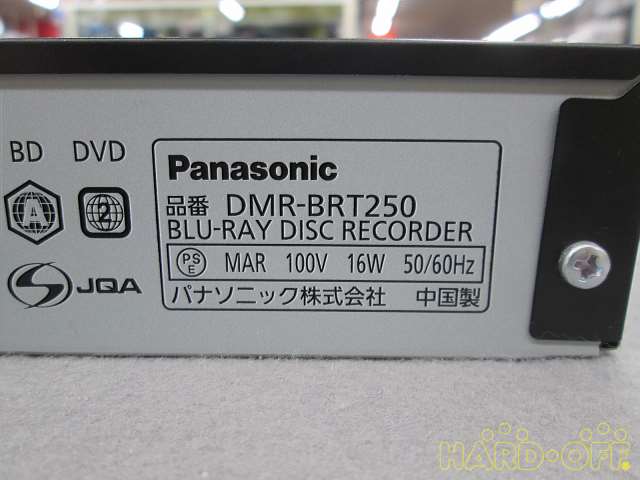 BD DVD
A 2
JQA
Panasonic
品番 DMR-BRT250
BLU-RAY DISC RECORDER
PSE MAR 100V 16W 50/60Hz
パナソニック株式会社 中国製
HARD・OFF